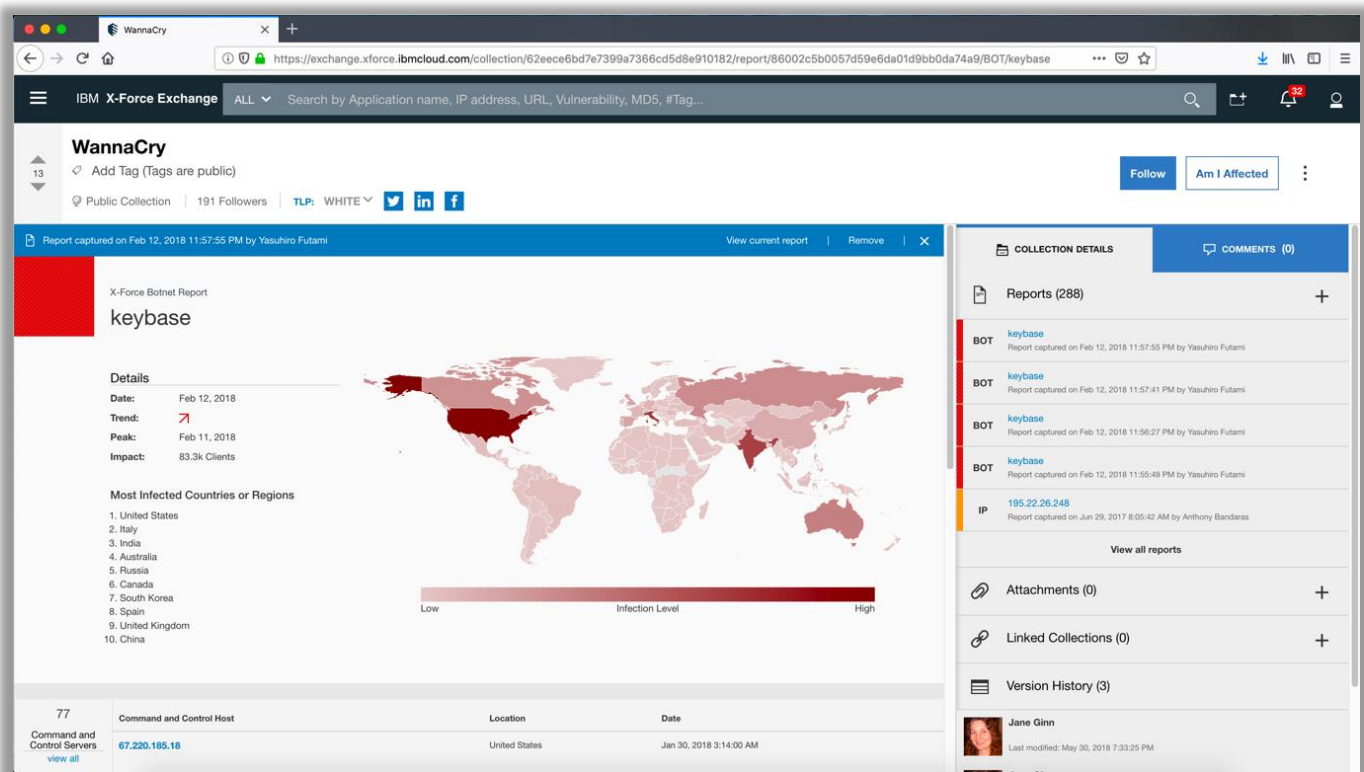 WannaCry
https://exchange.xforce.ibmcloud.com/collection/62eece6bd7e7399a7366cd5d8e910182/report/86002c5b0057d59e6da01d9bb0da74a9/BOT/keybase
IBM X-Force Exchange
ALL
Search by Application name, IP address, URL, Vulnerability, MD5, #Tag...
32
WannaCry
13
Add Tag (Tags are public)
Public Collection | 191 Followers | TLP: WHITE
Follow
Am I Affected
Report captured on Feb 12, 2018 11:57:55 PM by Yasuhiro Futami
View current report | Remove |
X-Force Botnet Report
keybase
Details
Date: Feb 12, 2018
Trend:
Peak: Feb 11, 2018
Impact: 83.3k Clients
Most Infected Countries or Regions
1. United States
2. Italy
3. India
4. Australia
5. Russia
6. Canada
7. South Korea
8. Spain
9. United Kingdom
10. China
Low Infection Level High
77
Command and
Control Servers
view all
Command and Control Host Location Date
67.220.185.18 United States Jan 30, 2018 3:14:00 AM
COLLECTION DETAILS
COMMENTS (0)
Reports (288)
BOT
keybase
Report captured on Feb 12, 2018 11:57:55 PM by Yasuhiro Futami
BOT
keybase
Report captured on Feb 12, 2018 11:57:41 PM by Yasuhiro Futami
BOT
keybase
Report captured on Feb 12, 2018 11:56:27 PM by Yasuhiro Futami
BOT
keybase
Report captured on Feb 12, 2018 11:55:49 PM by Yasuhiro Futami
IP
195.22.26.248
Report captured on Jun 29, 2017 8:05:42 AM by Anthony Bandaras
View all reports
Attachments (0)
Linked Collections (0)
Version History (3)
Jane Ginn
Last modified: May 30, 2018 7:33:25 PM